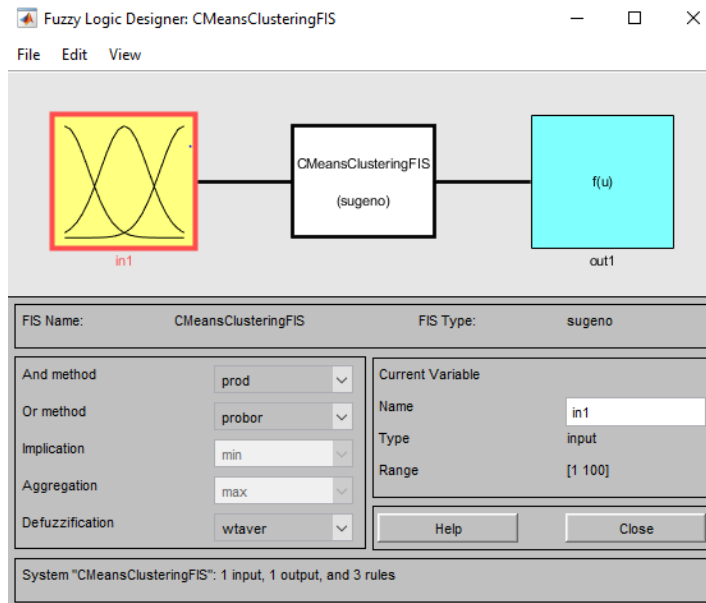 Fuzzy Logic Designer: CMeansClusteringFIS
File Edit View
CMeansClusteringFIS
(sugeno)
f(u)
in1
out1
FIS Name: CMeansClusteringFIS FIS Type: sugeno
And method prod
Or method probor
Implication min
Aggregation max
Defuzzification wtaver
Current Variable
Name in1
Type input
Range [1 100]
Help Close
System "CMeansClusteringFIS": 1 input, 1 output, and 3 rules